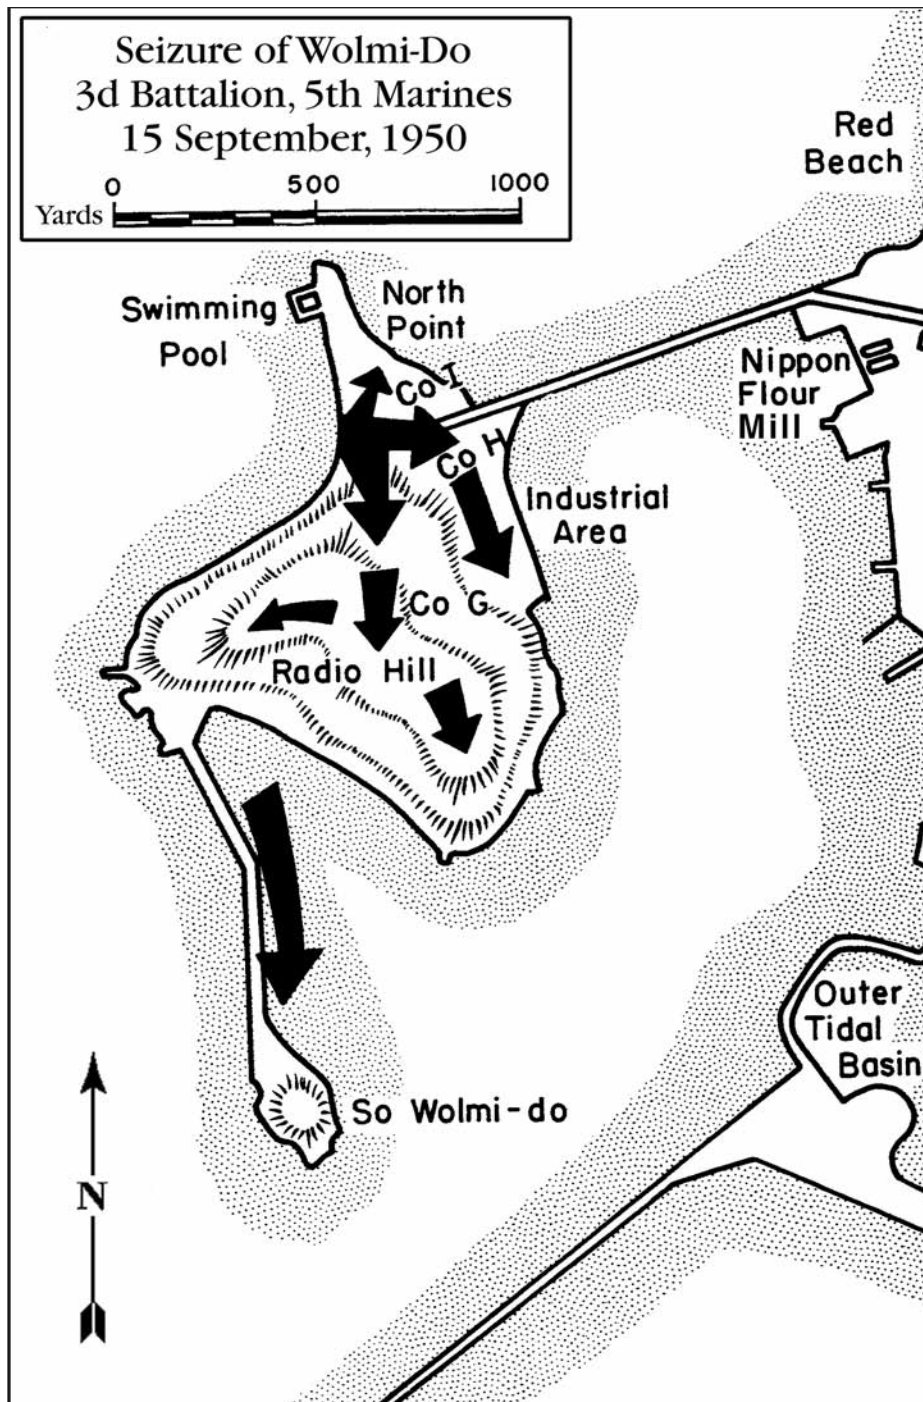 Seizure of Wolmi-Do
3d Battalion, 5th Marines
15 September, 1950
0 500 1000
Yards
Red
Beach
Swimming
Pool
North
Point
Co I
Nippon
Flour
Mill
Co H
Industrial
Area
Co G
Radio Hill
Outer
Tidal
Basin
So Wolmi-do
N